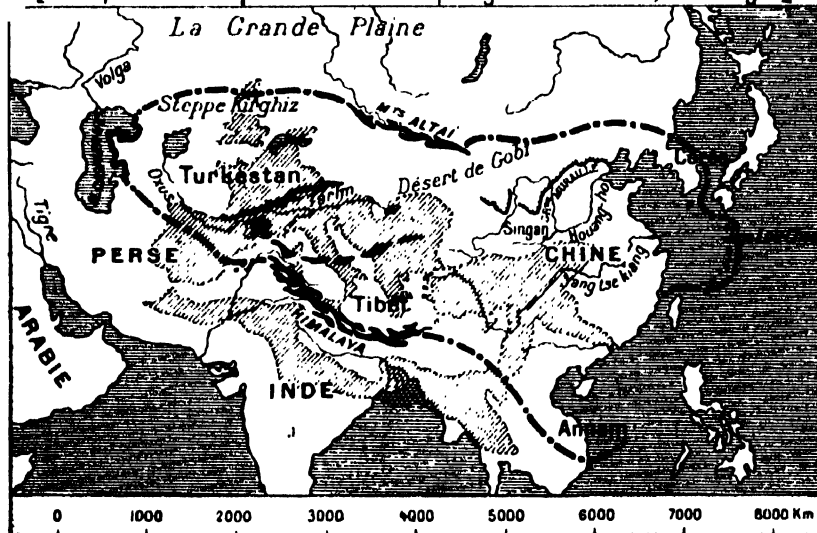 La Grande Plaine
Volga
Steppe Kirghiz
Mts ALTAÏ
Turkestan
Désert de Gobi
Oxus
Tarim
Tigre
Singan
Houang ho
PERSE
CHINE
Yang tse kiang
Tibet
HIMALAYA
ARABIE
INDE
Annam
0 1000 2000 3000 4000 5000 6000 7000 8000 Km